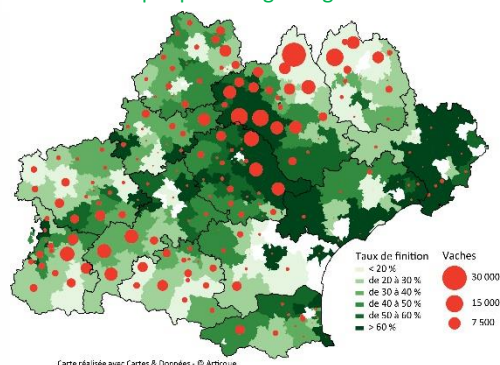 Taux de finition
< 20 %
de 20 à 30 %
de 30 à 40 %
de 40 à 50 %
de 50 à 60 %
> 60 %
Vaches
30 000
15 000
7 500
Carte réalisée avec Cartes & Données - © Articque